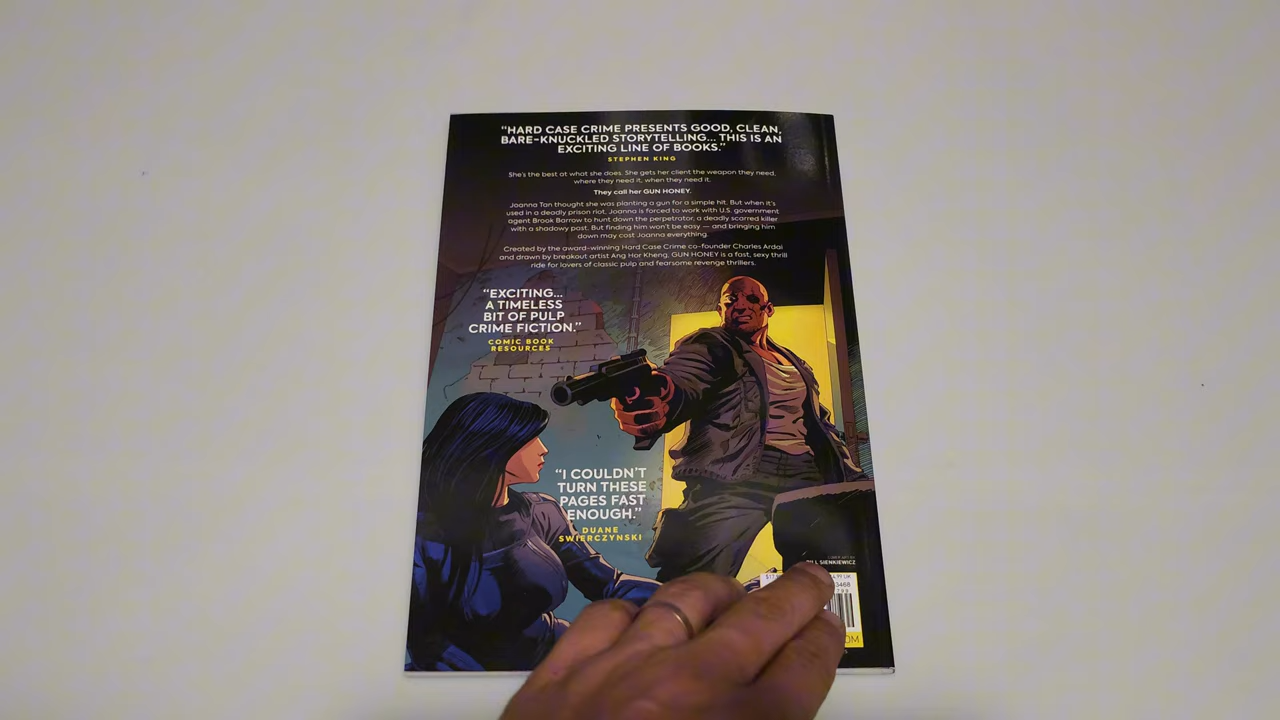 “HARD CASE CRIME PRESENTS GOOD, CLEAN,
BARE-KNUCKLED STORYTELLING... THIS IS AN
EXCITING LINE OF BOOKS.”
STEPHEN KING
She's the best at what she does. She gets her client the weapon they need,
where they need it, when they need it.
They call her GUN HONEY.
Joanna Tan thought she was planting a gun for a simple hit. But when it's
used in a deadly prison riot, Joanna is forced to work with U.S. government
agent Brook Barrow to hunt down the perpetrator, a deadly scarred killer
with a shadowy past. But finding him won't be easy — and bringing him
down may cost Joanna everything.
Created by the award-winning Hard Case Crime co-founder Charles Ardai
and drawn by breakout artist Ang Hor Kheng, GUN HONEY is a fast, sexy thrill
ride for lovers of classic pulp and fearsome revenge thrillers.
“EXCITING...
A TIMELESS
BIT OF PULP
CRIME FICTION.”
COMIC BOOK
RESOURCES
“I COULDN'T
TURN THESE
PAGES FAST
ENOUGH.”
DUANE
SWIERCZYNSKI
SIENKIEWICZ
UK